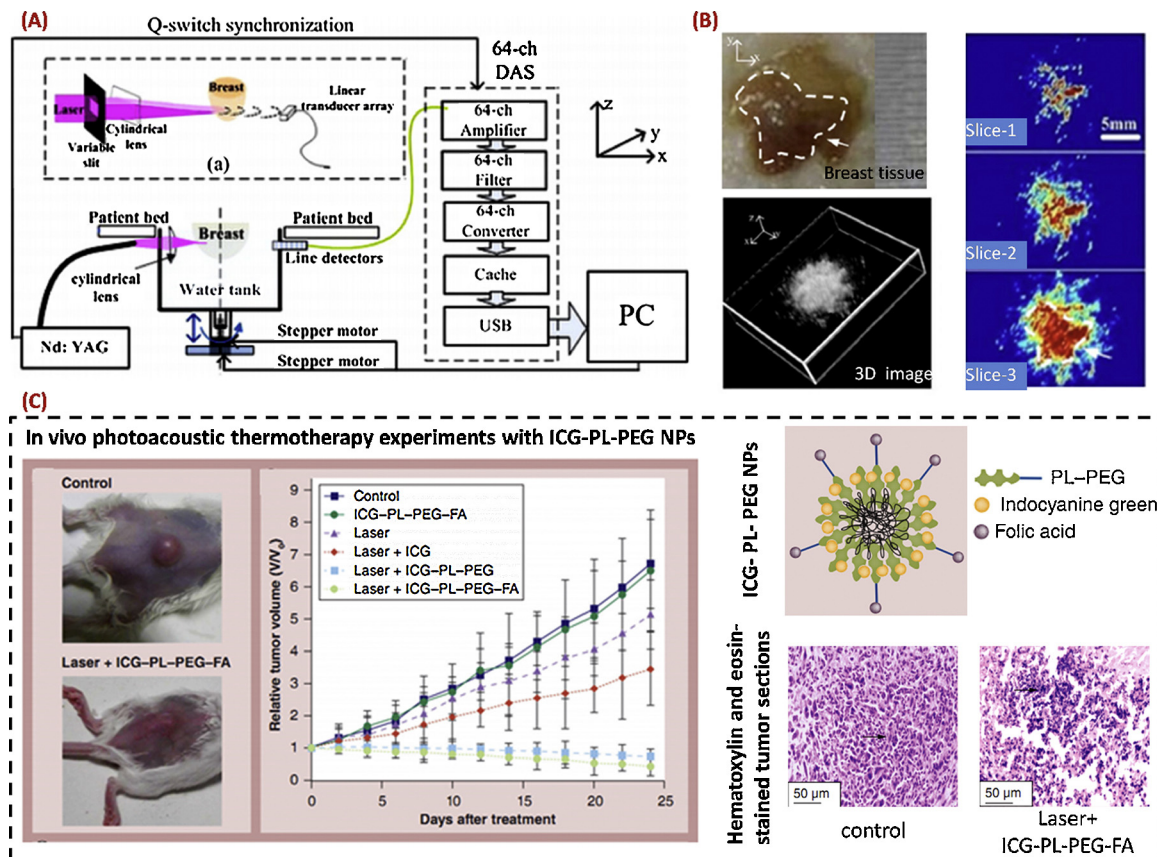 (A)
Q-switch synchronization
64-ch
DAS
Laser
Cylindrical
lens
Variable
slit
Breast
Linear
transducer array
(a)
64-ch
Amplifier
64-ch
Filter
64-ch
Converter
Cache
USB
PC
z
y
x
Patient bed
Breast
Patient bed
Line detectors
cylindrical
lens
Water tank
Stepper motor
Stepper motor
Nd: YAG
(B)
y
x
Breast tissue
3D image
Slice-1
5mm
Slice-2
Slice-3
(C)
In vivo photoacoustic thermotherapy experiments with ICG-PL-PEG NPs
Control
Laser + ICG–PL–PEG–FA
Relative tumor volume (V/V₀)
9
8
7
6
5
4
3
2
1
0
Control
ICG–PL–PEG–FA
Laser
Laser + ICG
Laser + ICG–PL–PEG
Laser + ICG–PL–PEG–FA
0
5
10
15
20
25
Days after treatment
ICG- PL- PEG NPs
PL–PEG
Indocyanine green
Folic acid
Hematoxylin and eosin-
stained tumor sections
50 µm
control
50 µm
Laser+
ICG-PL-PEG-FA